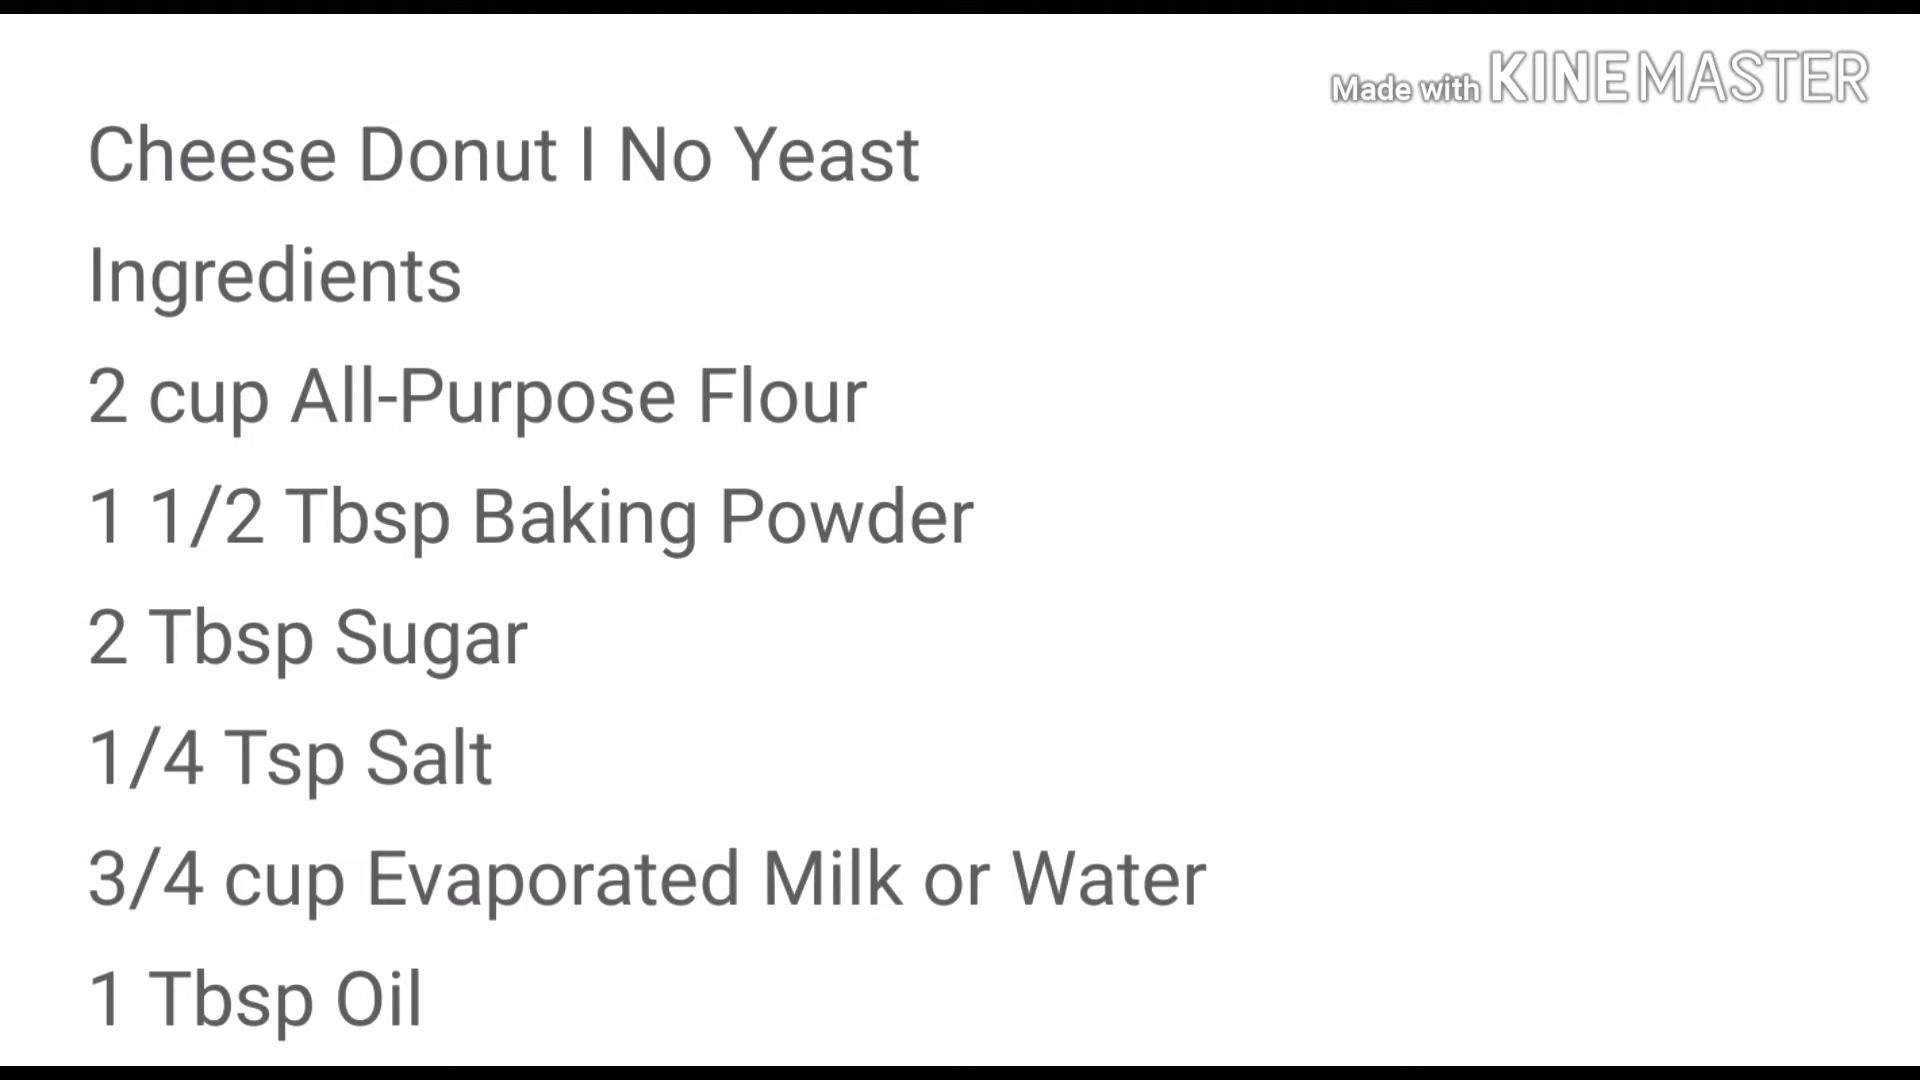 Made with KINEMASTER
Cheese Donut I No Yeast
Ingredients
2 cup All-Purpose Flour
1 1/2 Tbsp Baking Powder
2 Tbsp Sugar
1/4 Tsp Salt
3/4 cup Evaporated Milk or Water
1 Tbsp Oil